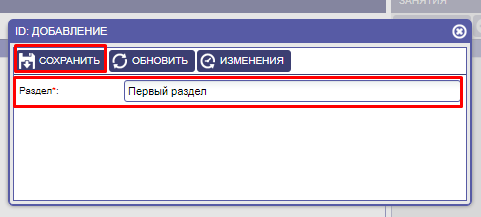 ЗАНЯТИЯ
ID: ДОБАВЛЕНИЕ
СОХРАНИТЬ ОБНОВИТЬ ИЗМЕНЕНИЯ
Раздел*: Первый раздел